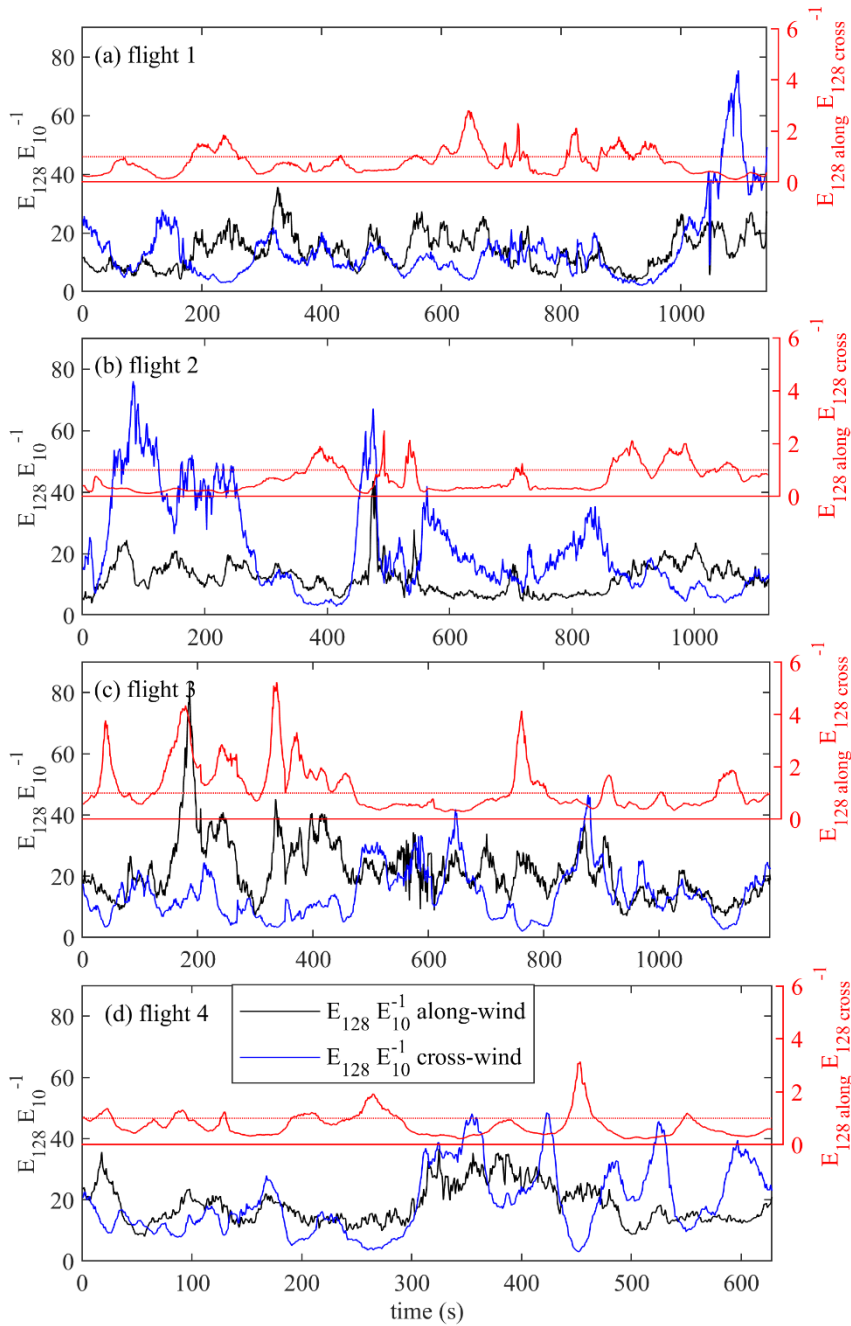 (a) flight 1
E₁₂₈ E₁₀⁻¹
80
60
40
20
0
0 200 400 600 800 1000
6
4
2
0
E₁₂₈ along E₁₂₈ cross⁻¹
(b) flight 2
E₁₂₈ E₁₀⁻¹
80
60
40
20
0
0 200 400 600 800 1000
6
4
2
0
E₁₂₈ along E₁₂₈ cross⁻¹
(c) flight 3
E₁₂₈ E₁₀⁻¹
80
60
40
20
0
0 200 400 600 800 1000
6
4
2
0
E₁₂₈ along E₁₂₈ cross⁻¹
(d) flight 4
E₁₂₈ E₁₀⁻¹ along-wind
E₁₂₈ E₁₀⁻¹ cross-wind
E₁₂₈ E₁₀⁻¹
80
60
40
20
0
0 100 200 300 400 500 600
6
4
2
0
E₁₂₈ along E₁₂₈ cross⁻¹
time (s)